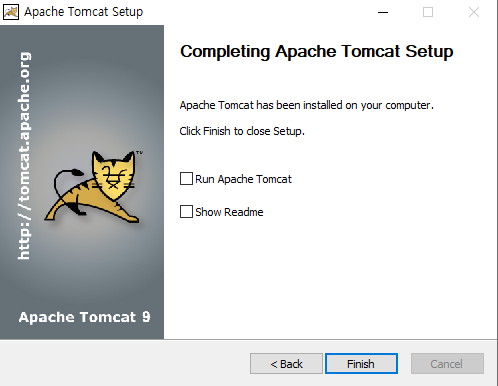 Apache Tomcat Setup
Completing Apache Tomcat Setup
Apache Tomcat has been installed on your computer.
Click Finish to close Setup.
Run Apache Tomcat
Show Readme
http://tomcat.apache.org
TM
Apache Tomcat 9
< Back
Finish
Cancel